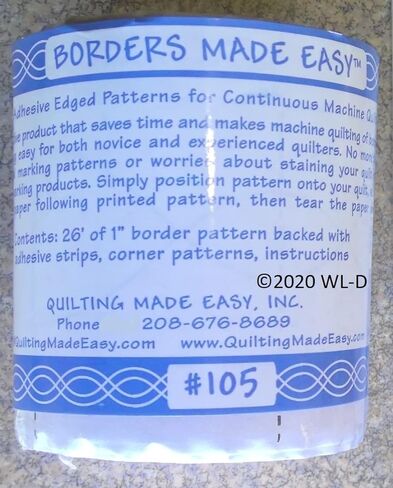 BORDERS MADE EASY™
Adhesive Edged Patterns for Continuous Machine
product that saves time and makes machine quilting of
easy for both novice and experienced quilters. No more
marking patterns or worries about staining your
products. Simply position pattern onto your quilt,
following printed pattern, then tear the paper
Contents: 26' of 1" border pattern backed with
adhesive strips, corner patterns, instructions
©2020 WL-D
QUILTING MADE EASY, INC.
Phone 208-676-8689
QuiltingMadeEasy.com www.QuiltingMadeEasy.com
#105